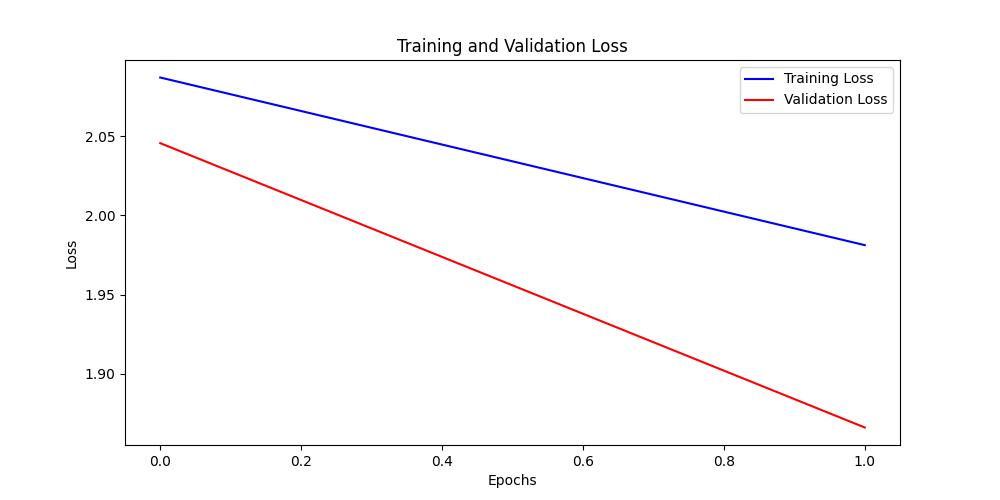 Training and Validation Loss
Training Loss
Validation Loss
2.05
2.00
1.95
1.90
Loss
0.0 0.2 0.4 0.6 0.8 1.0
Epochs